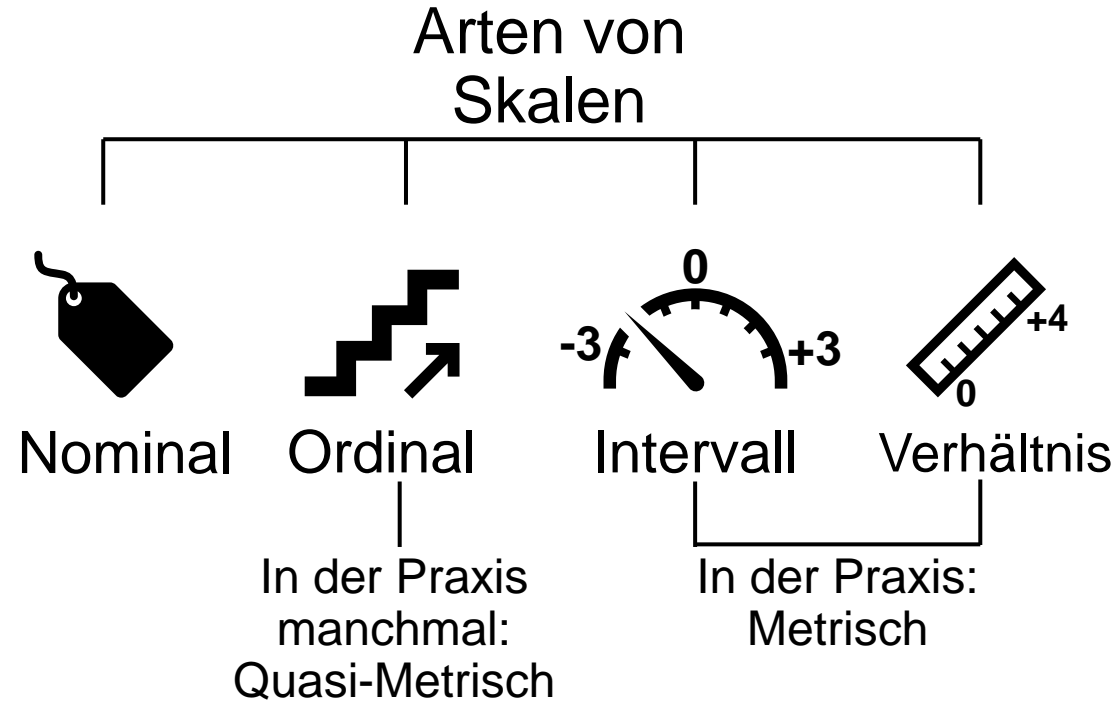 Arten von
Skalen
0
-3
+3
+4
0
Nominal
Ordinal
Intervall
Verhältnis
In der Praxis
manchmal:
Quasi-Metrisch
In der Praxis:
Metrisch